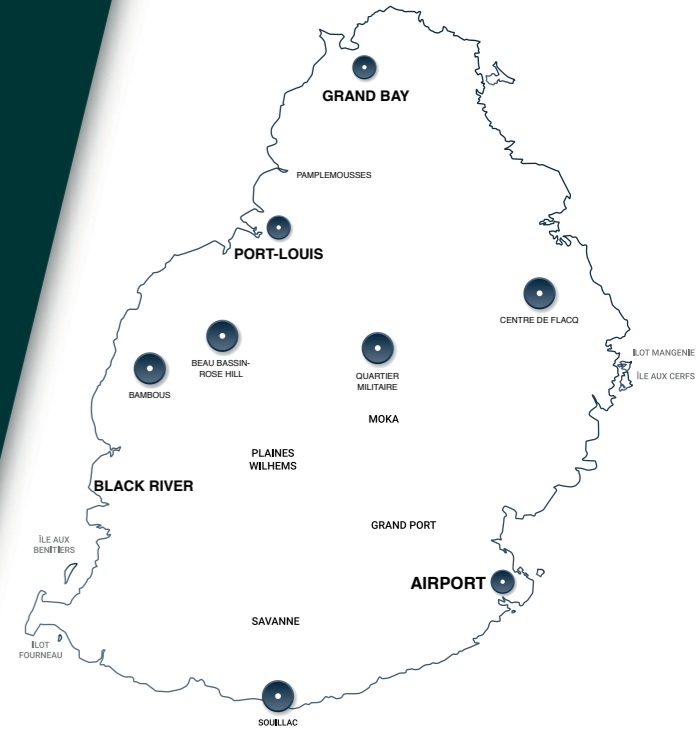 GRAND BAY
PAMPLEMOUSSES
PORT-LOUIS
CENTRE DE FLACQ
BEAU BASSIN-
ROSE HILL
BAMBOUS
QUARTIER
MILITAIRE
ILOT MANGENIE
ÎLE AUX CERFS
MOKA
PLAINES
WILHEMS
BLACK RIVER
GRAND PORT
ÎLE AUX
BENITIERS
AIRPORT
SAVANNE
ILOT
FOURNEAU
SOUILLAC